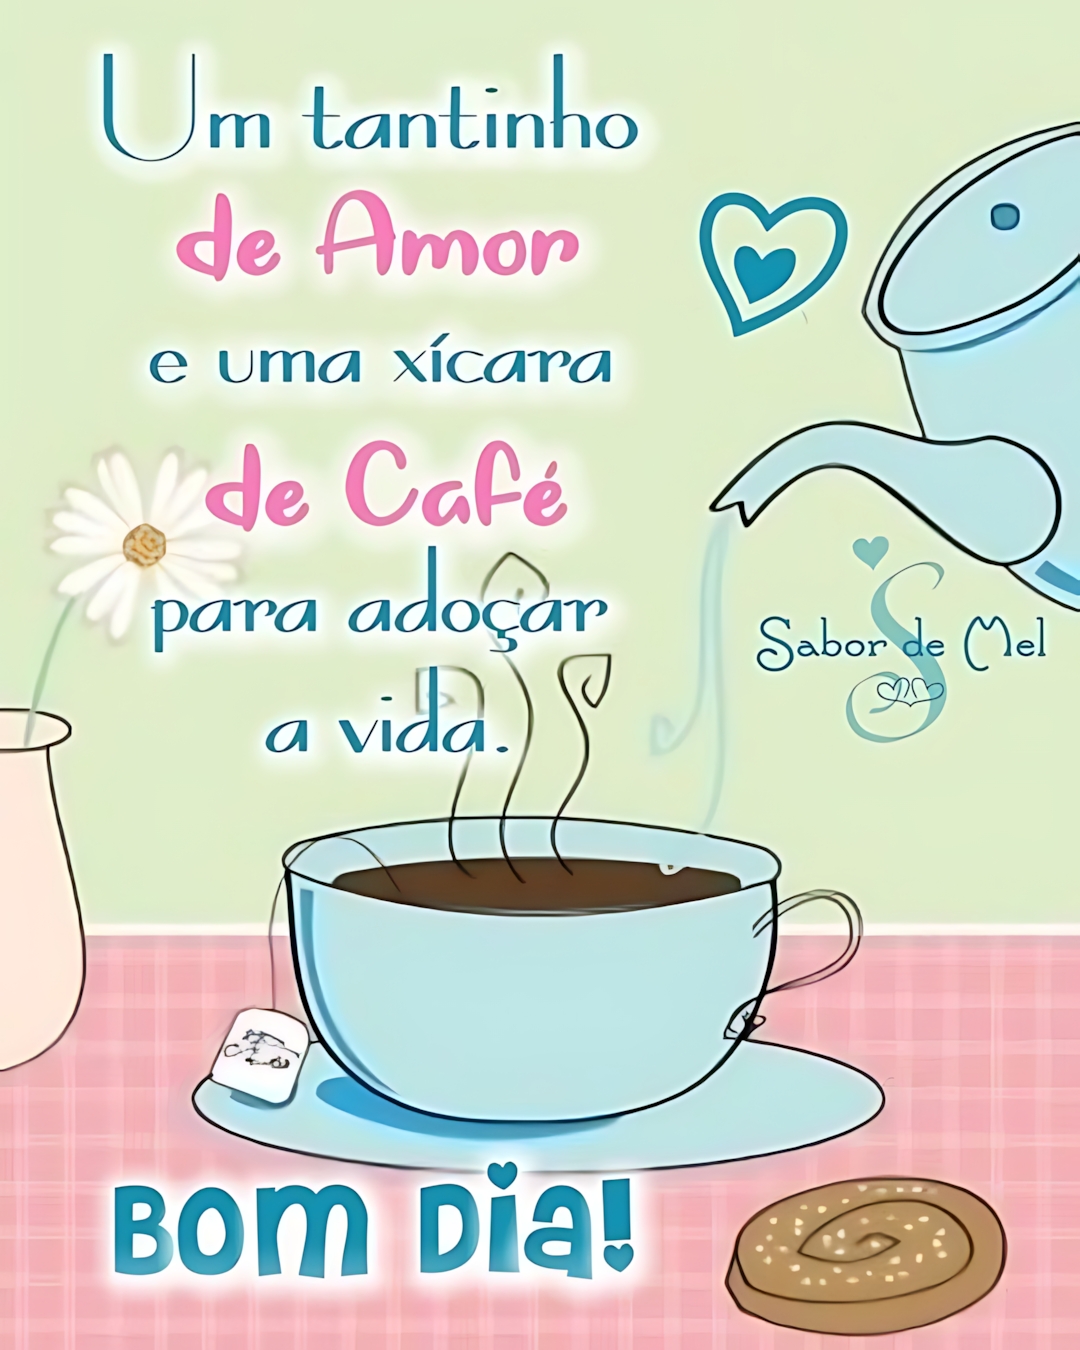 Um tantinho
de Amor
e uma xícara
de Café
para adoçar
a vida.
S
Sabor de Mel
Bom Dia!